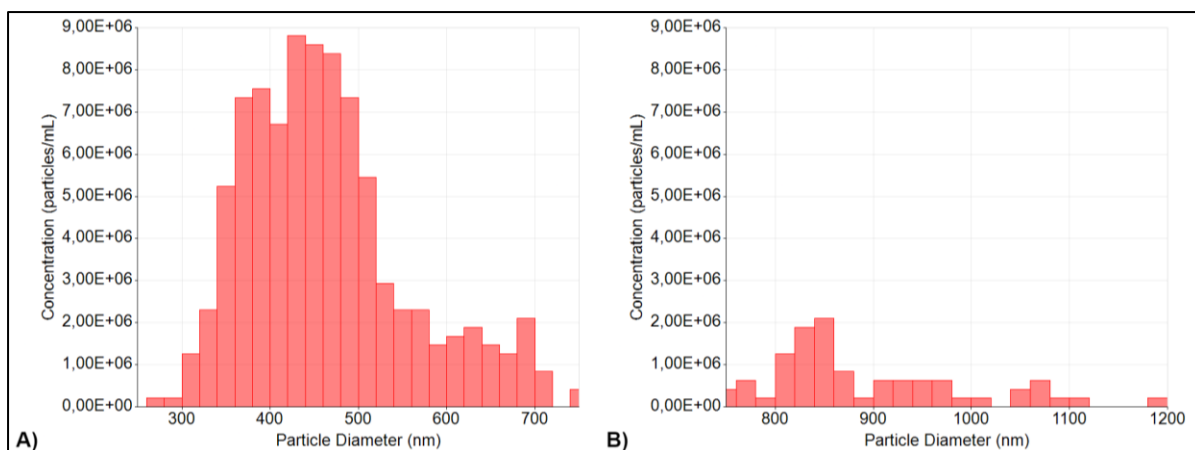 9,00E+06
8,00E+06
7,00E+06
6,00E+06
5,00E+06
4,00E+06
3,00E+06
2,00E+06
1,00E+06
0,00E+00
Concentration (particles/mL)
300 400 500 600 700
Particle Diameter (nm)
A)
9,00E+06
8,00E+06
7,00E+06
6,00E+06
5,00E+06
4,00E+06
3,00E+06
2,00E+06
1,00E+06
0,00E+00
Concentration (particles/mL)
800 900 1000 1100 1200
Particle Diameter (nm)
B)